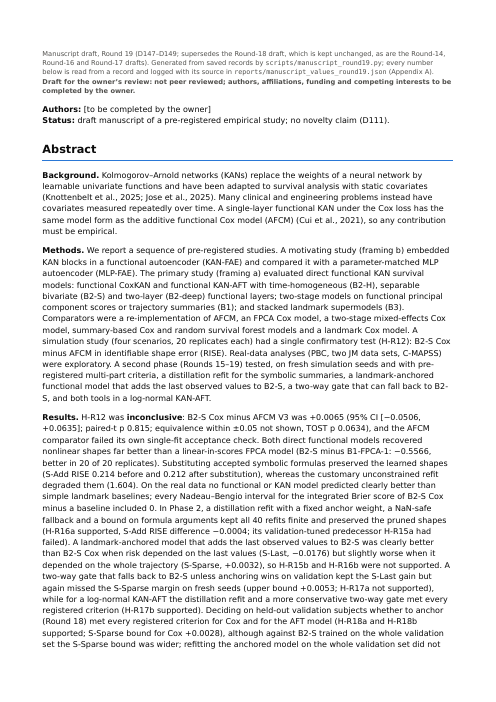 Manuscript draft, Round 19 (D147–D149; supersedes the Round-18 draft, which is kept unchanged, as are the Round-14,
Round-16 and Round-17 drafts). Generated from saved records by scripts/manuscript_round19.py; every number
below is read from a record and logged with its source in reports/manuscript_values_round19.json (Appendix A).
Draft for the owner's review: not peer reviewed; authors, affiliations, funding and competing interests to be
completed by the owner.
Authors: [to be completed by the owner]
Status: draft manuscript of a pre-registered empirical study; no novelty claim (D111).
Abstract
Background. Kolmogorov–Arnold networks (KANs) replace the weights of a neural network by
learnable univariate functions and have been adapted to survival analysis with static covariates
(Knottenbelt et al., 2025; Jose et al., 2025). Many clinical and engineering problems instead have
covariates measured repeatedly over time. A single-layer functional KAN under the Cox loss has the
same model form as the additive functional Cox model (AFCM) (Cui et al., 2021), so any contribution
must be empirical.
Methods. We report a sequence of pre-registered studies. A motivating study (framing b) embedded
KAN blocks in a functional autoencoder (KAN-FAE) and compared it with a parameter-matched MLP
autoencoder (MLP-FAE). The primary study (framing a) evaluated direct functional KAN survival
models: functional CoxKAN and functional KAN-AFT with time-homogeneous (B2-H), separable
bivariate (B2-S) and two-layer (B2-deep) functional layers; two-stage models on functional principal
component scores or trajectory summaries (B1); and stacked landmark supermodels (B3).
Comparators were a re-implementation of AFCM, an FPCA Cox model, a two-stage mixed-effects Cox
model, summary-based Cox and random survival forest models and a landmark Cox model. A
simulation study (four scenarios, 20 replicates each) had a single confirmatory test (H-R12): B2-S
Cox minus AFCM in identifiable shape error (RISE). Real-data analyses (PBC, two JM data sets, C-MAPSS)
were exploratory. A second phase (Rounds 15–19) tested, on fresh simulation seeds and with pre-
registered multi-part criteria, a distillation refit for the symbolic summaries, a landmark-anchored
functional model that adds the last observed values to B2-S, a two-way gate that can fall back to B2-
S, and both tools in a log-normal KAN-AFT.
Results. H-R12 was inconclusive: B2-S Cox minus AFCM V3 was +0.0065 (95% CI [−0.0506,
+0.0635]; paired-t p 0.815; equivalence within ±0.05 not shown, TOST p 0.0634), and the AFCM
comparator failed its own single-fit acceptance check. Both direct functional models recovered
nonlinear shapes far better than a linear-in-scores FPCA model (B2-S minus B1-FPCA-1: −0.5566,
better in 20 of 20 replicates). Substituting accepted symbolic formulas preserved the learned shapes
(S-Add RISE 0.214 before and 0.212 after substitution), whereas the customary unconstrained refit
degraded them (1.604). On the real data no functional or KAN model predicted clearly better than
simple landmark baselines; every Nadeau–Bengio interval for the integrated Brier score of B2-S Cox
minus a baseline included 0. In Phase 2, a distillation refit with a fixed anchor weight, a NaN-safe
fallback and a bound on formula arguments kept all 40 refits finite and preserved the pruned shapes
(H-R16a supported, S-Add RISE difference −0.0004; its validation-tuned predecessor H-R15a had
failed). A landmark-anchored model that adds the last observed values to B2-S was clearly better
than B2-S Cox when risk depended on the last values (S-Last, −0.0176) but slightly worse when it
depended on the whole trajectory (S-Sparse, +0.0032), so H-R15b and H-R16b were not supported. A
two-way gate that falls back to B2-S unless anchoring wins on validation kept the S-Last gain but
again missed the S-Sparse margin on fresh seeds (upper bound +0.0053; H-R17a not supported),
while for a log-normal KAN-AFT the distillation refit and a more conservative two-way gate met every
registered criterion (H-R17b supported). Deciding on held-out validation subjects whether to anchor
(Round 18) met every registered criterion for Cox and for the AFT model (H-R18a and H-R18b
supported; S-Sparse bound for Cox +0.0028), although against B2-S trained on the whole validation
set the S-Sparse bound was wider; refitting the anchored model on the whole validation set did not